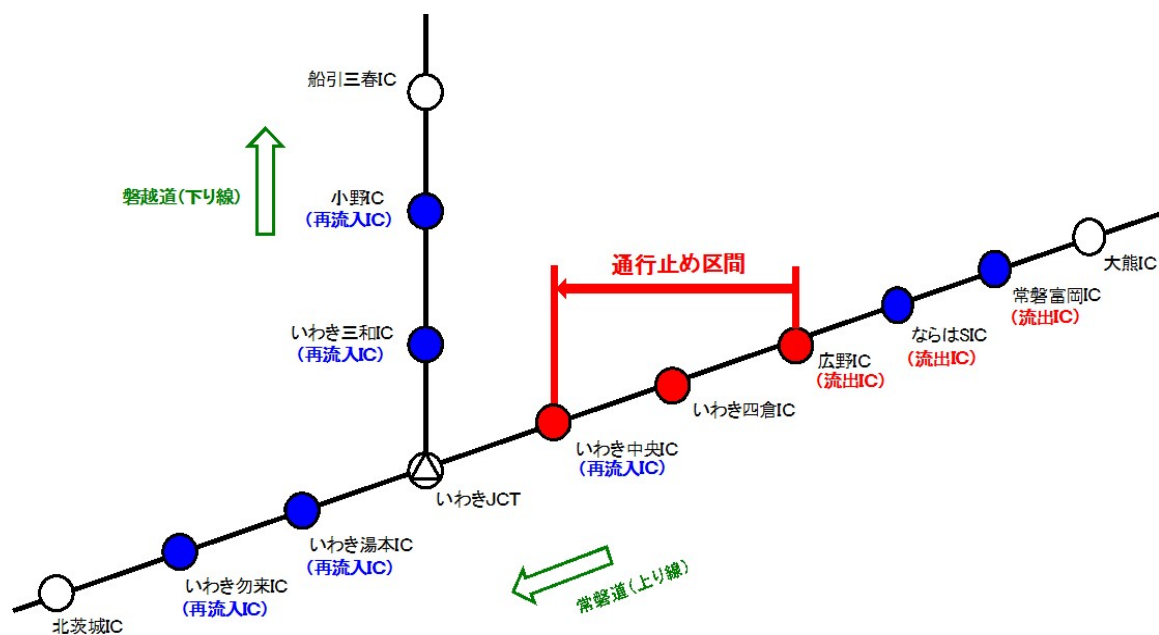 船引三春IC
磐越道(下り線)
小野IC
(再流入IC)
通行止め区間
大熊IC
常磐富岡IC
(流出IC)
いわき三和IC
(再流入IC)
ならはSIC
(流出IC)
広野IC
(流出IC)
いわき四倉IC
いわき中央IC
(再流入IC)
いわきJCT
いわき湯本IC
(再流入IC)
常磐道(上り線)
いわき勿来IC
(再流入IC)
北茨城IC